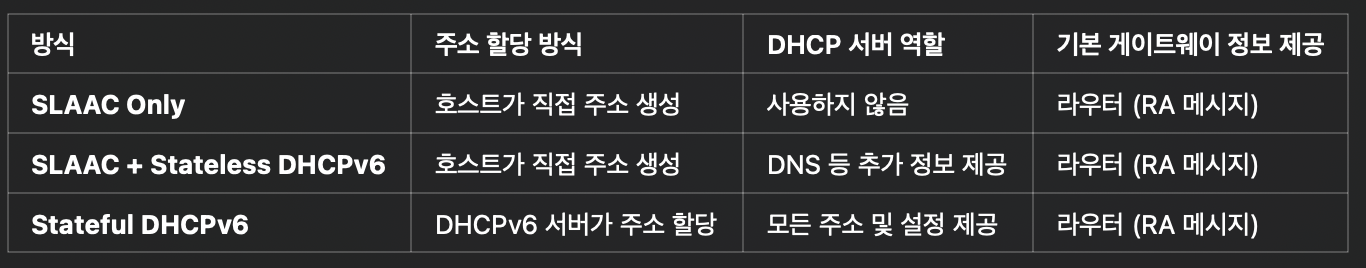 방식 주소 할당 방식 DHCP 서버 역할 기본 게이트웨이 정보 제공
SLAAC Only 호스트가 직접 주소 생성 사용하지 않음 라우터 (RA 메시지)
SLAAC + Stateless DHCPv6 호스트가 직접 주소 생성 DNS 등 추가 정보 제공 라우터 (RA 메시지)
Stateful DHCPv6 DHCPv6 서버가 주소 할당 모든 주소 및 설정 제공 라우터 (RA 메시지)